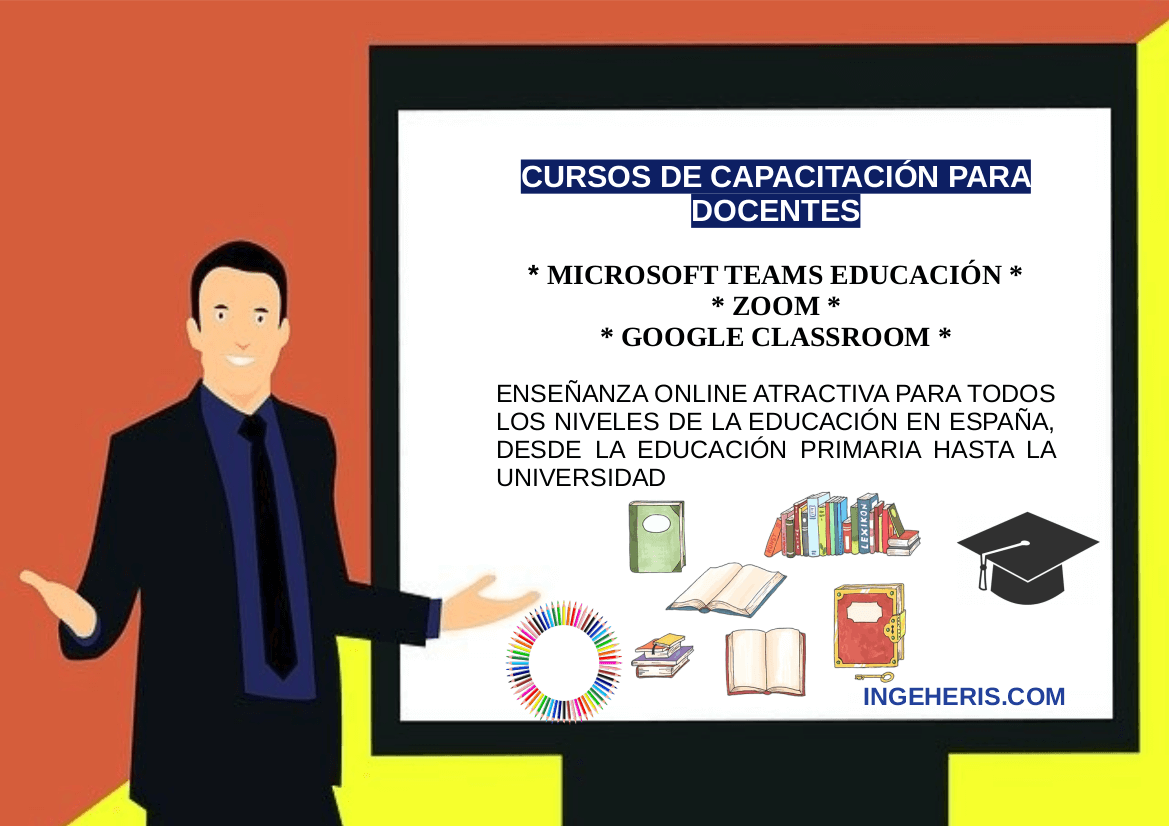 CURSOS DE CAPACITACIÓN PARA
DOCENTES
* MICROSOFT TEAMS EDUCACIÓN *
* ZOOM *
* GOOGLE CLASSROOM *
ENSEÑANZA ONLINE ATRACTIVA PARA TODOS
LOS NIVELES DE LA EDUCACIÓN EN ESPAÑA,
DESDE LA EDUCACIÓN PRIMARIA HASTA LA
UNIVERSIDAD
LEXIKON
INGEHERIS.COM